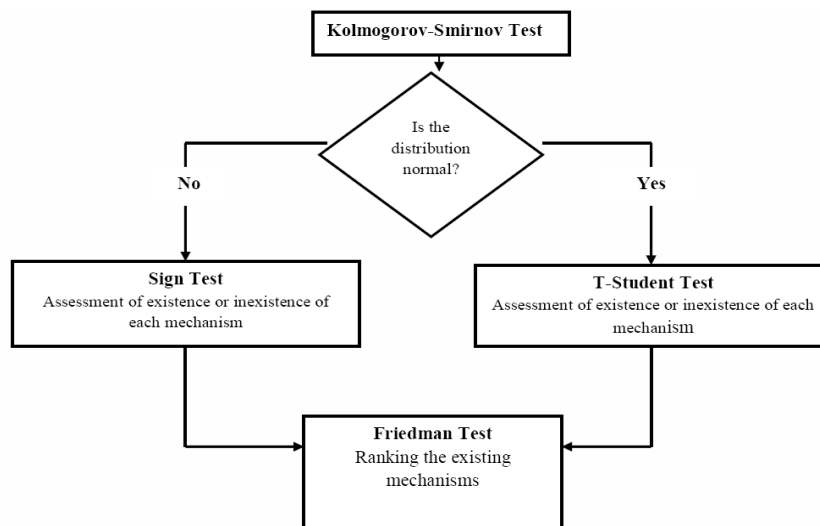 Kolmogorov-Smirnov Test
Is the
distribution
normal?
No
Yes
Sign Test
Assessment of existence or inexistence of
each mechanism
T-Student Test
Assessment of existence or inexistence of each
mechanism
Friedman Test
Ranking the existing
mechanisms